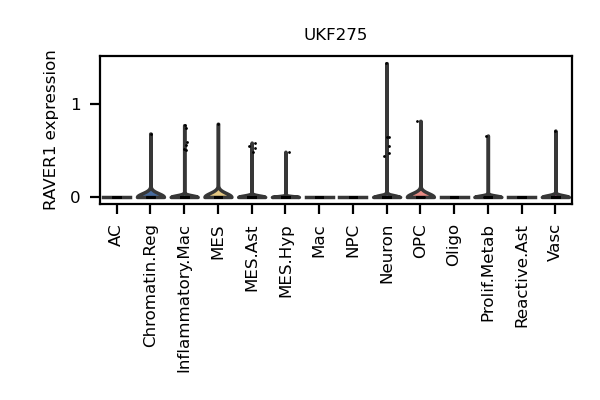 UKF275
RAVER1 expression
1
0
AC
Chromatin.Reg
Inflammatory.Mac
MES
MES.Ast
MES.Hyp
Mac
NPC
Neuron
OPC
Oligo
Prolif.Metab
Reactive.Ast
Vasc